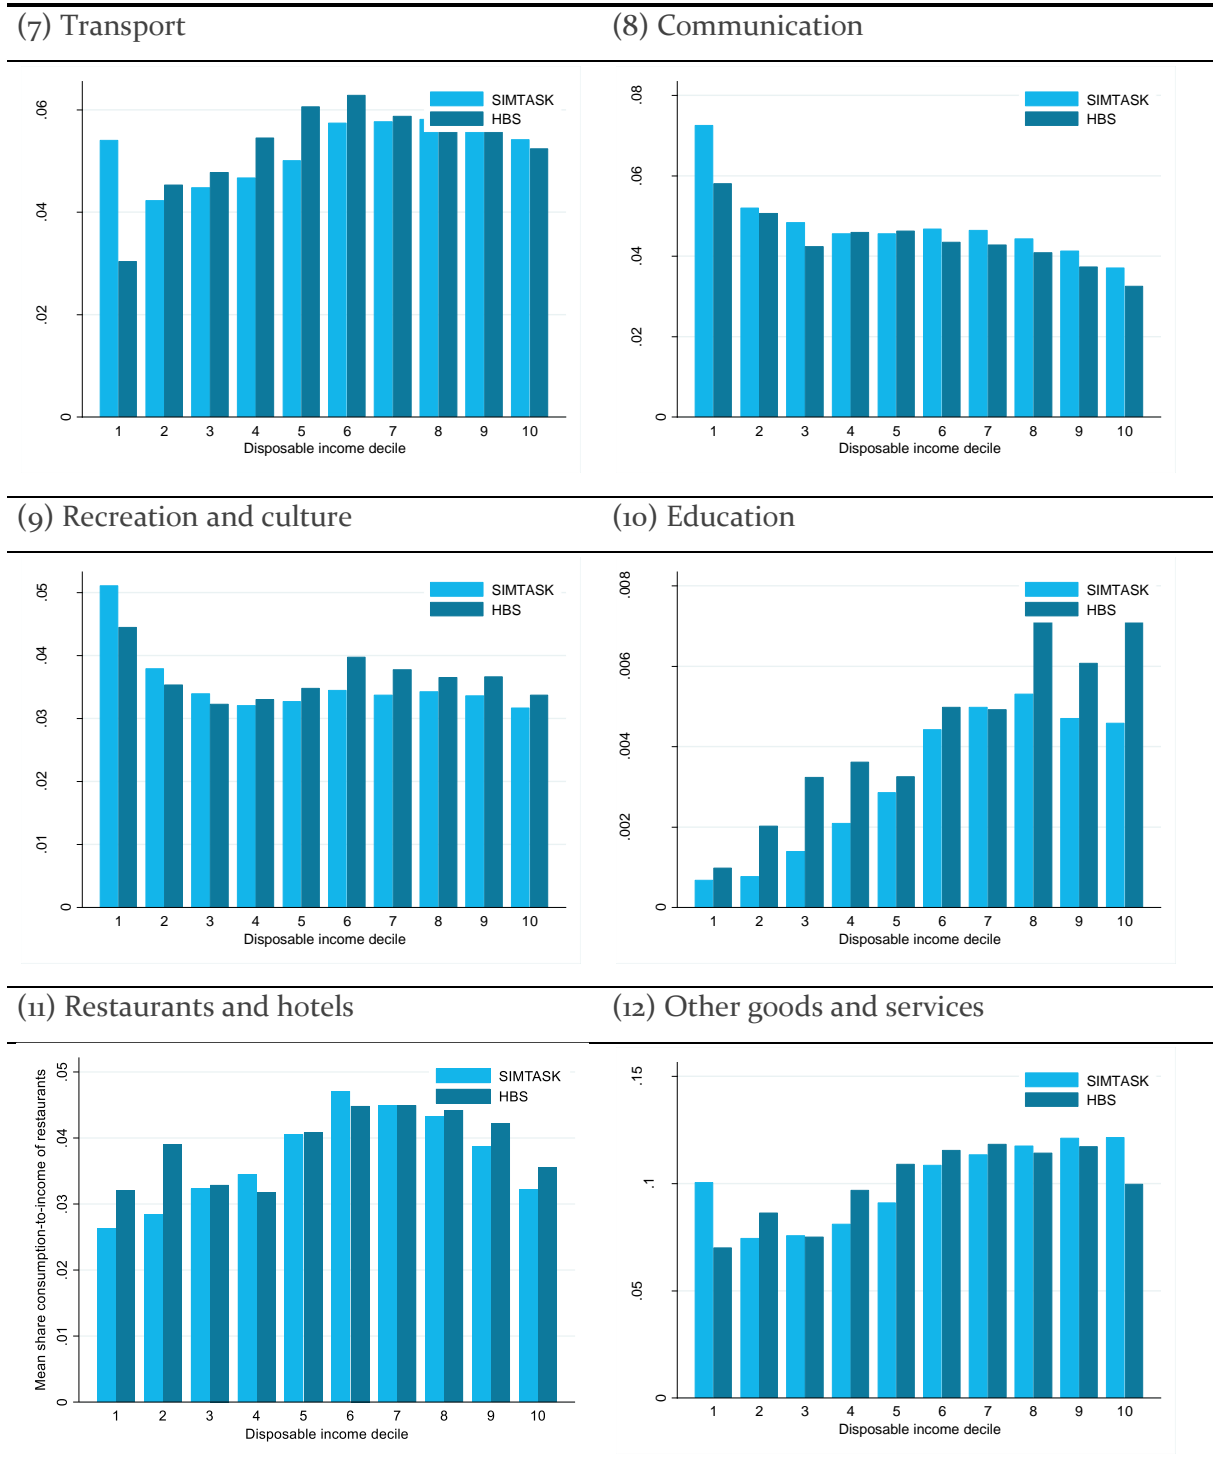 (7) Transport
(8) Communication
.06
.04
.02
0
SIMTASK
HBS
1 2 3 4 5 6 7 8 9 10
Disposable income decile
.08
.06
.04
.02
0
SIMTASK
HBS
1 2 3 4 5 6 7 8 9 10
Disposable income decile
(9) Recreation and culture
(10) Education
.05
.04
.03
.02
.01
0
SIMTASK
HBS
1 2 3 4 5 6 7 8 9 10
Disposable income decile
.008
.006
.004
.002
0
SIMTASK
HBS
1 2 3 4 5 6 7 8 9 10
Disposable income decile
(11) Restaurants and hotels
(12) Other goods and services
Mean share consumption-to-income of restaurants
.05
.04
.03
.02
.01
0
SIMTASK
HBS
1 2 3 4 5 6 7 8 9 10
Disposable income decile
.15
.1
.05
0
SIMTASK
HBS
1 2 3 4 5 6 7 8 9 10
Disposable income decile